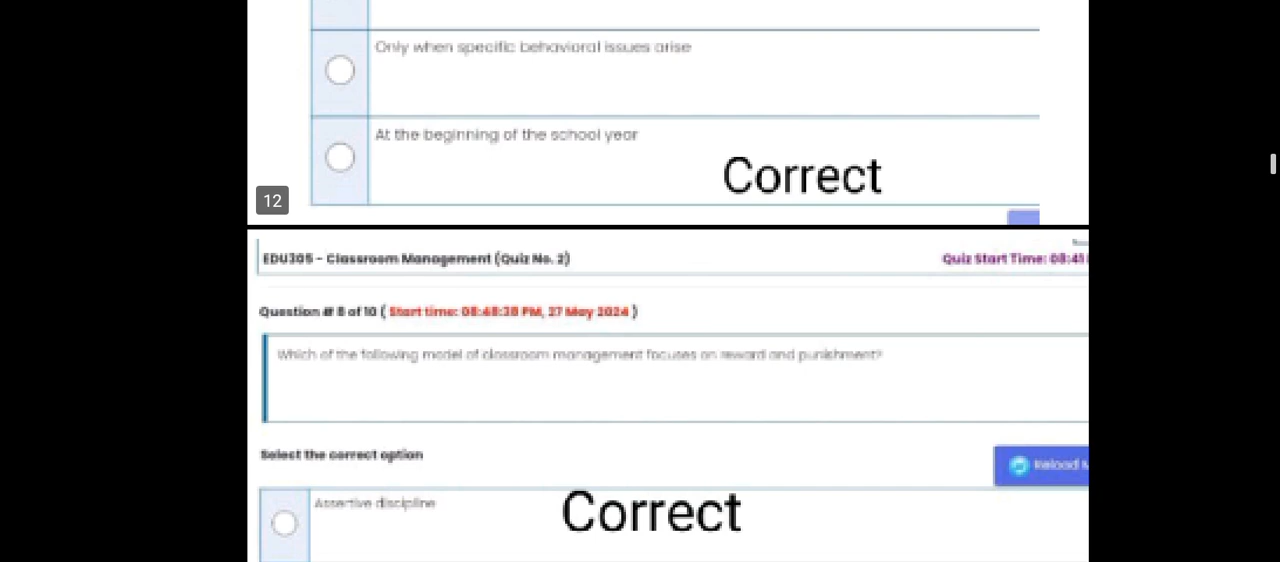 Only when specific behavioral issues arise
At the beginning of the school year
Correct
12
EDU305 - Classroom Management (Quiz No. 2)
Quiz Start Time: 08:41
Question # 8 of 10 ( Start time: 08:48:38 PM, 27 May 2024 )
Which of the following model of classroom management focuses on reward and punishment?
Select the correct option
Reload M
Assertive discipline
Correct